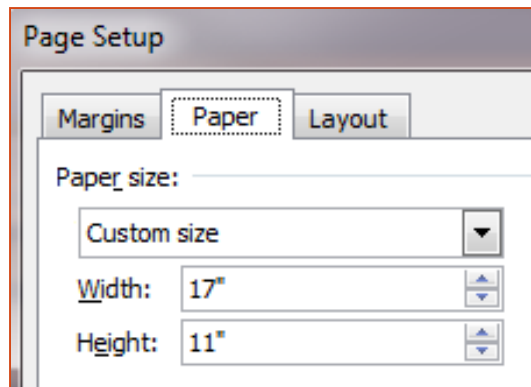 Page Setup
Margins Paper Layout
Paper size:
Custom size
Width: 17"
Height: 11"